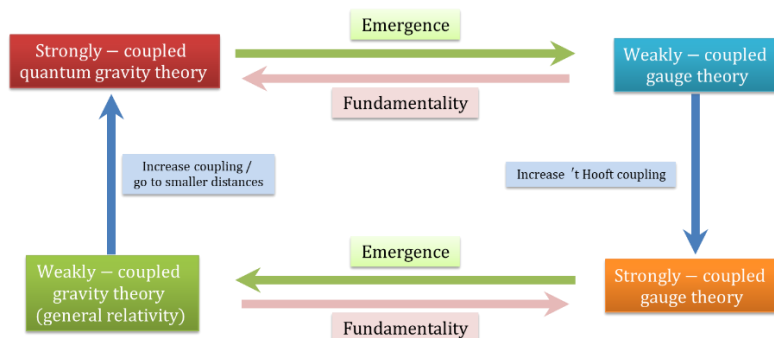 Emergence
Strongly – coupled
quantum gravity theory
Weakly – coupled
gauge theory
Fundamentality
Increase coupling /
go to smaller distances
Increase ′t Hooft coupling
Emergence
Weakly – coupled
gravity theory
(general relativity)
Strongly – coupled
gauge theory
Fundamentality